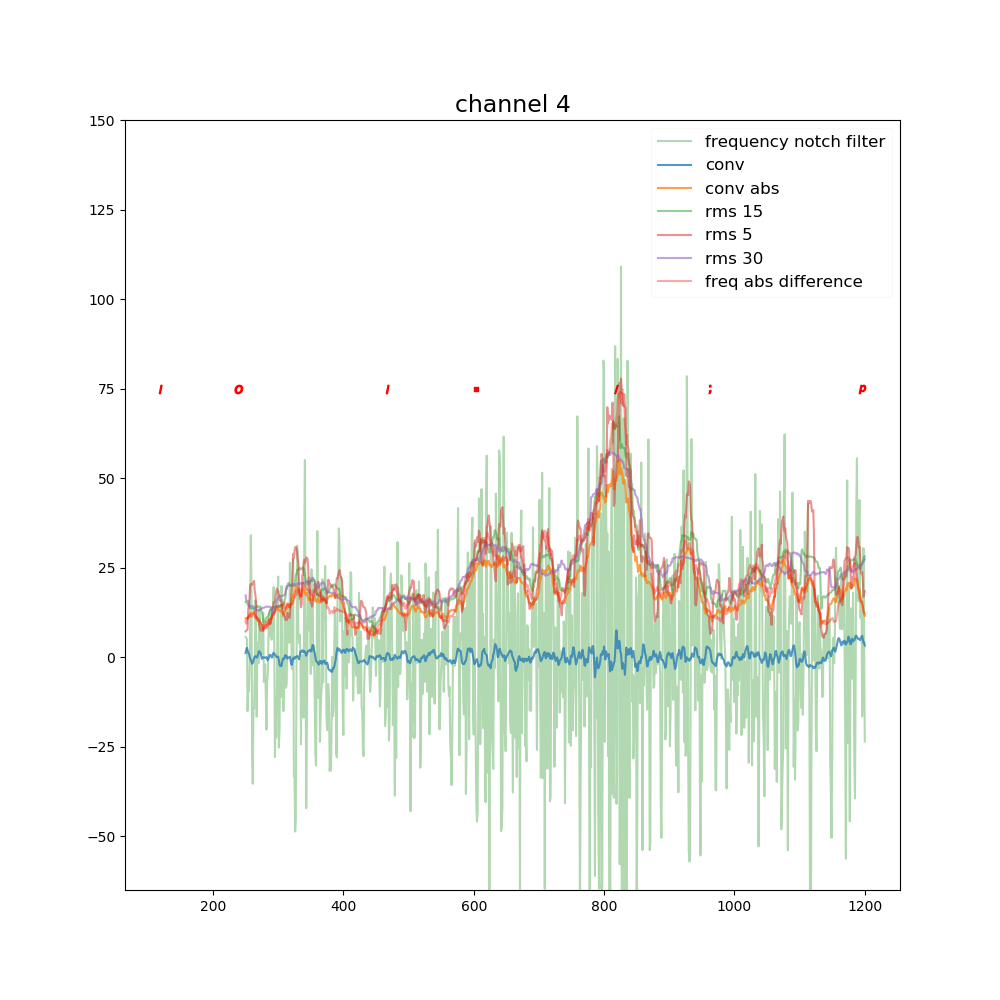 channel 4
150
125
100
75
50
25
0
−25
−50
frequency notch filter
conv
conv abs
rms 15
rms 5
rms 30
freq abs difference
l o l . ; p
200 400 600 800 1000 1200